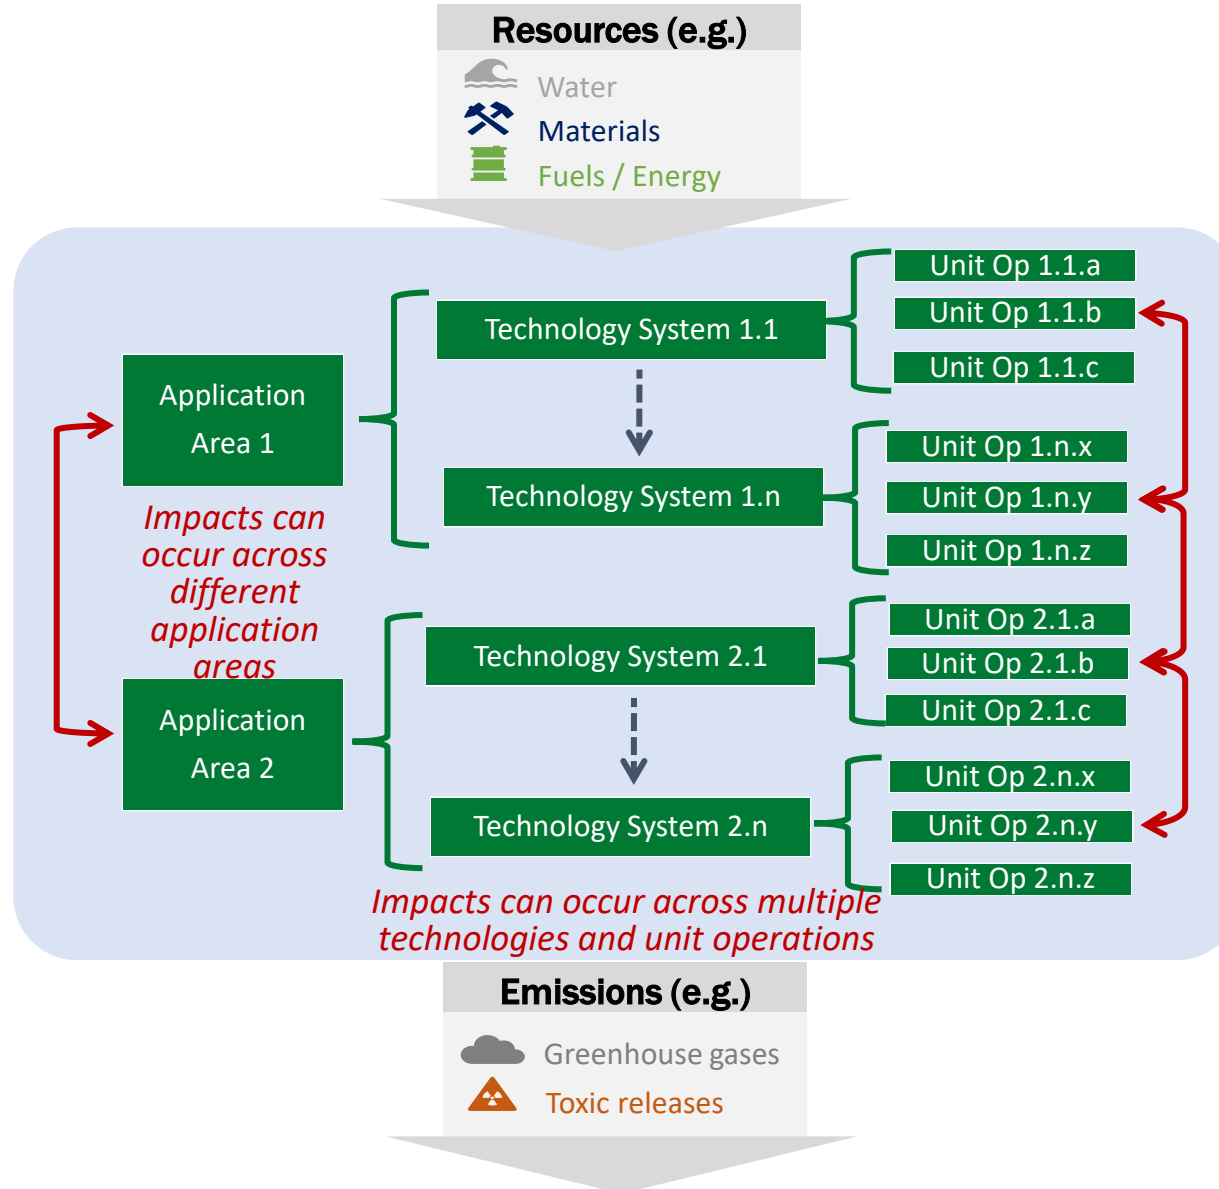 Resources (e.g.)
Water
Materials
Fuels / Energy
Unit Op 1.1.a
Technology System 1.1
Unit Op 1.1.b
Unit Op 1.1.c
Application
Area 1
Unit Op 1.n.x
Technology System 1.n
Unit Op 1.n.y
Unit Op 1.n.z
Impacts can
occur across
different
application
areas
Unit Op 2.1.a
Technology System 2.1
Unit Op 2.1.b
Unit Op 2.1.c
Application
Area 2
Unit Op 2.n.x
Technology System 2.n
Unit Op 2.n.y
Unit Op 2.n.z
Impacts can occur across multiple
technologies and unit operations
Emissions (e.g.)
Greenhouse gases
Toxic releases